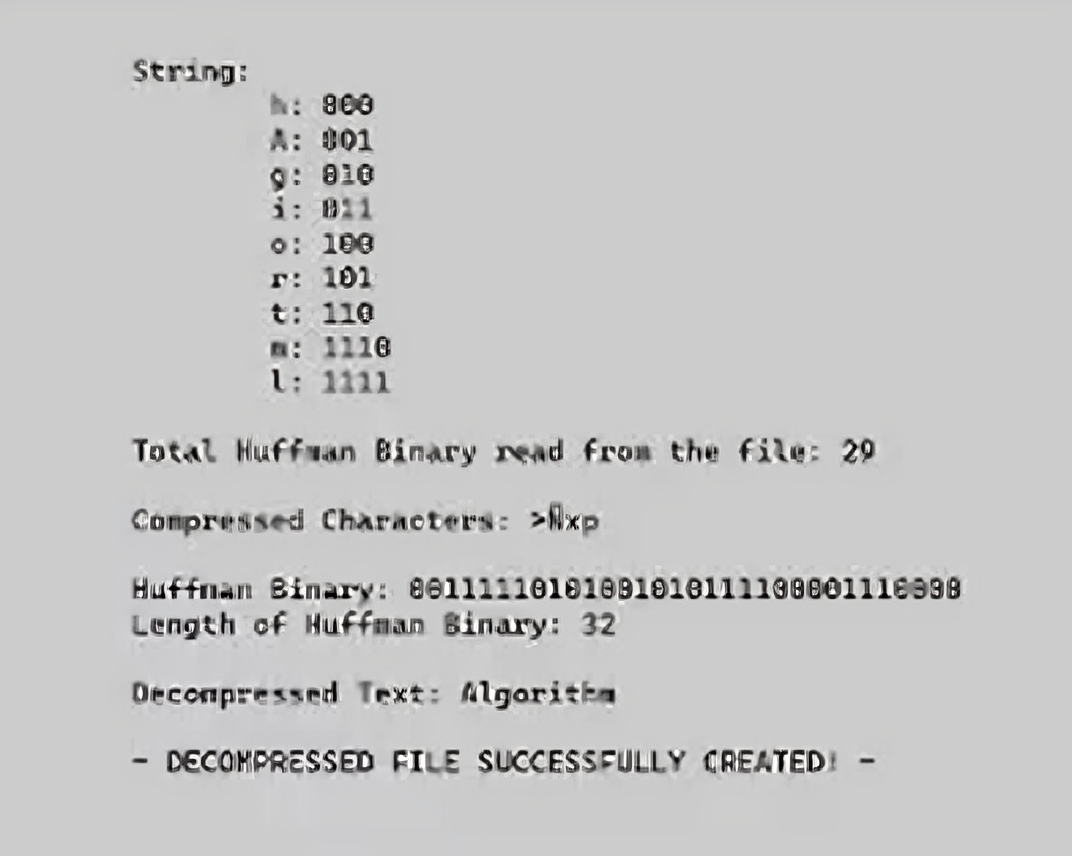 String:
h: 000
A: 001
g: 010
i: 011
o: 100
r: 101
t: 110
m: 1110
l: 1111
Total Huffman Binary read from the file: 29
Compressed Characters: >Ñxp
Huffman Binary: 00111110101001010111100001110000
Length of Huffman Binary: 32
Decompressed Text: Algorithm
- DECOMPRESSED FILE SUCCESSFULLY CREATED! -